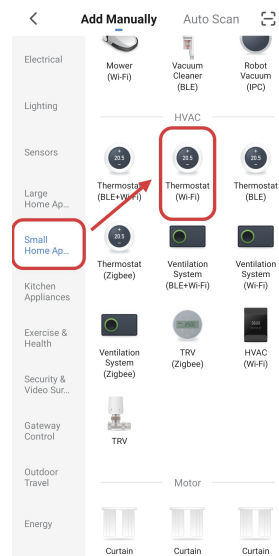 Add Manually Auto Scan
Electrical
Lighting
Sensors
Large
Home Ap...
Small
Home Ap...
Kitchen
Appliances
Exercise &
Health
Security &
Video Sur...
Gateway
Control
Outdoor
Travel
Energy
Mower
(Wi-Fi)
Vacuum
Cleaner
(BLE)
Robot
Vacuum
(IPC)
HVAC
20.5
Thermostat
(BLE+Wi-Fi)
20.5
Thermostat
(Wi-Fi)
20.5
Thermostat
(BLE)
20.5
Thermostat
(Zigbee)
Ventilation
System
(BLE+Wi-Fi)
Ventilation
System
(Wi-Fi)
Ventilation
System
(Zigbee)
TRV
(Zigbee)
HVAC
(Wi-Fi)
TRV
Motor
Curtain
Curtain
Curtain